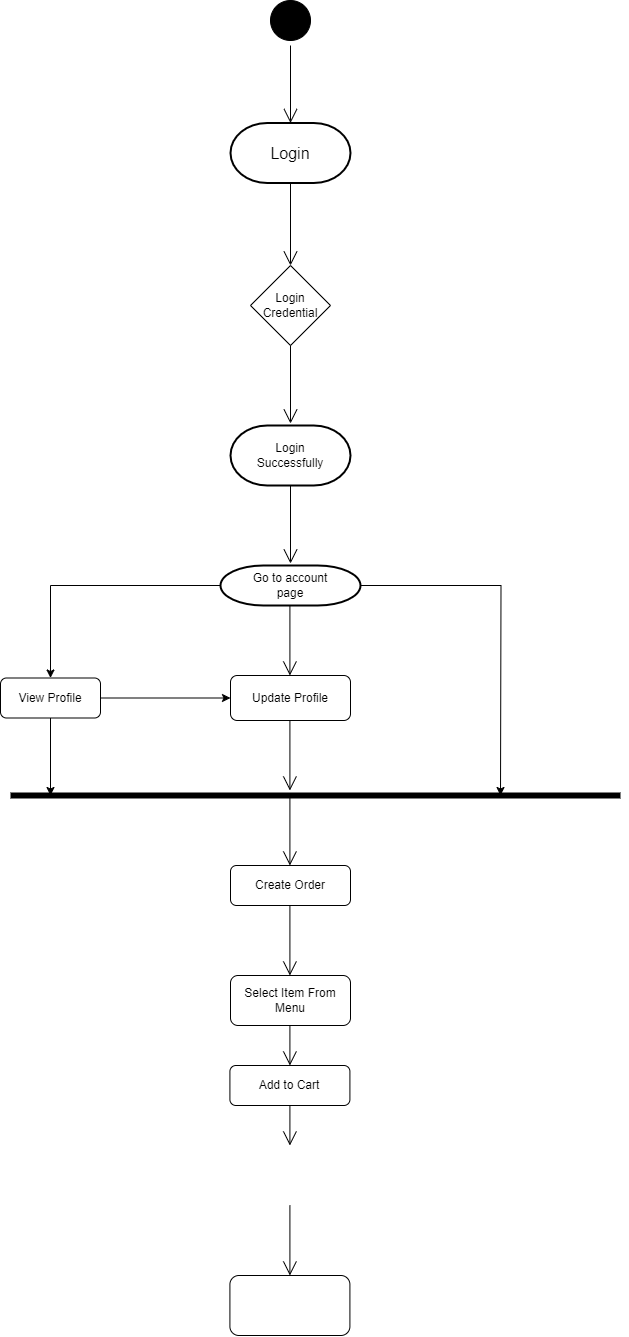 Login
Login
Credential
Login
Successfully
Go to account
page
View Profile
Update Profile
Create Order
Select Item From
Menu
Add to Cart